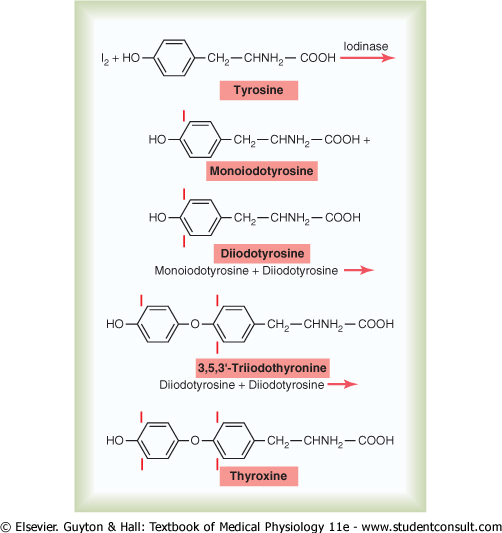 Iodinase
I2 + HO CH2 — CHNH2 — COOH
Tyrosine
I
HO CH2 — CHNH2 — COOH +
Monoiodotyrosine
I
HO CH2 — CHNH2 — COOH
I
Diiodotyrosine
Monoiodotyrosine + Diiodotyrosine
I I
HO O CH2 — CHNH2 — COOH
I
3,5,3'-Triiodothyronine
Diiodotyrosine + Diiodotyrosine
I I
HO O CH2 — CHNH2 — COOH
I I
Thyroxine
© Elsevier. Guyton & Hall: Textbook of Medical Physiology 11e - www.studentconsult.com